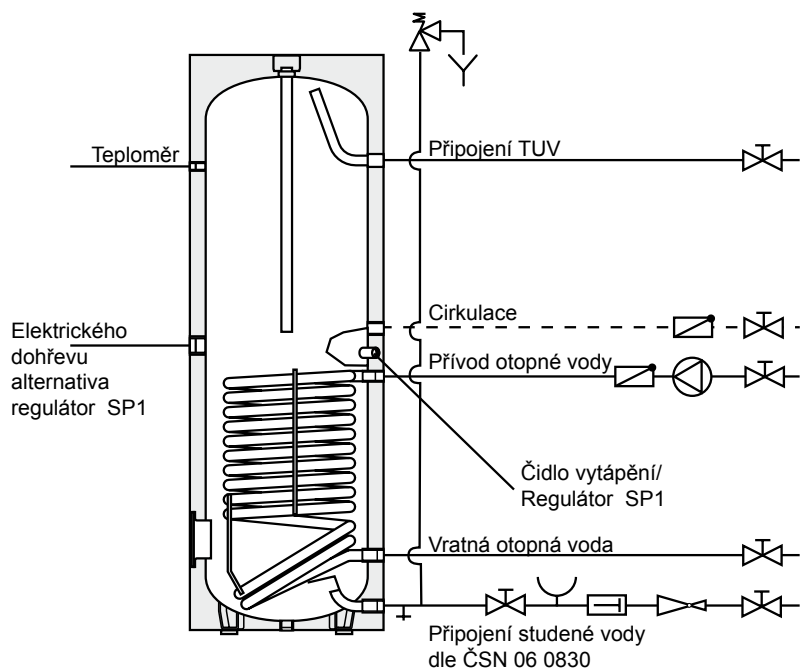 Teploměr
Připojení TUV
Cirkulace
Elektrického
dohřevu
alternativa
regulátor SP1
Přívod otopné vody
Čidlo vytápění/
Regulátor SP1
Vratná otopná voda
Připojení studené vody
dle ČSN 06 0830